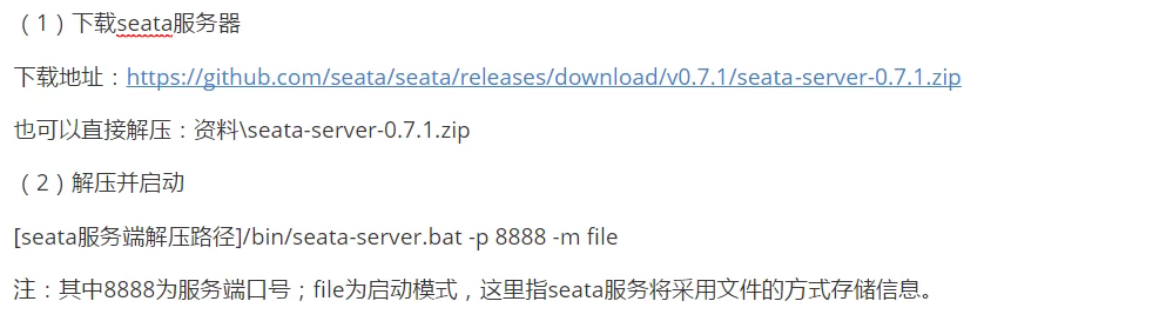 （1）下载seata服务器
下载地址：https://github.com/seata/seata/releases/download/v0.7.1/seata-server-0.7.1.zip
也可以直接解压：资料\seata-server-0.7.1.zip
（2）解压并启动
[seata服务端解压路径]/bin/seata-server.bat -p 8888 -m file
注：其中8888为服务端口号；file为启动模式，这里指seata服务将采用文件的方式存储信息。